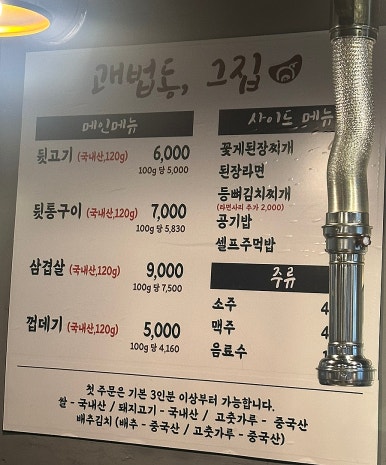 괘법동, 그집
메인메뉴
뒷고기 (국내산,120g) 6,000
100g 당 5,000
뒷통구이 (국내산,120g) 7,000
100g 당 5,830
삼겹살 (국내산,120g) 9,000
100g 당 7,500
껍데기 (국내산,120g) 5,000
100g 당 4,160
사이드 메뉴
꽃게된장찌개
된장라면
등뼈김치찌개
(라면사리 추가 2,000)
공기밥
셀프주먹밥
주류
소주 4
맥주 4
음료수
첫 주문은 기본 3인분 이상부터 가능합니다.
쌀 - 국내산 / 돼지고기 - 국내산 / 고춧가루 - 중국산
배추김치 (배추 - 중국산 / 고춧가루 - 중국산)